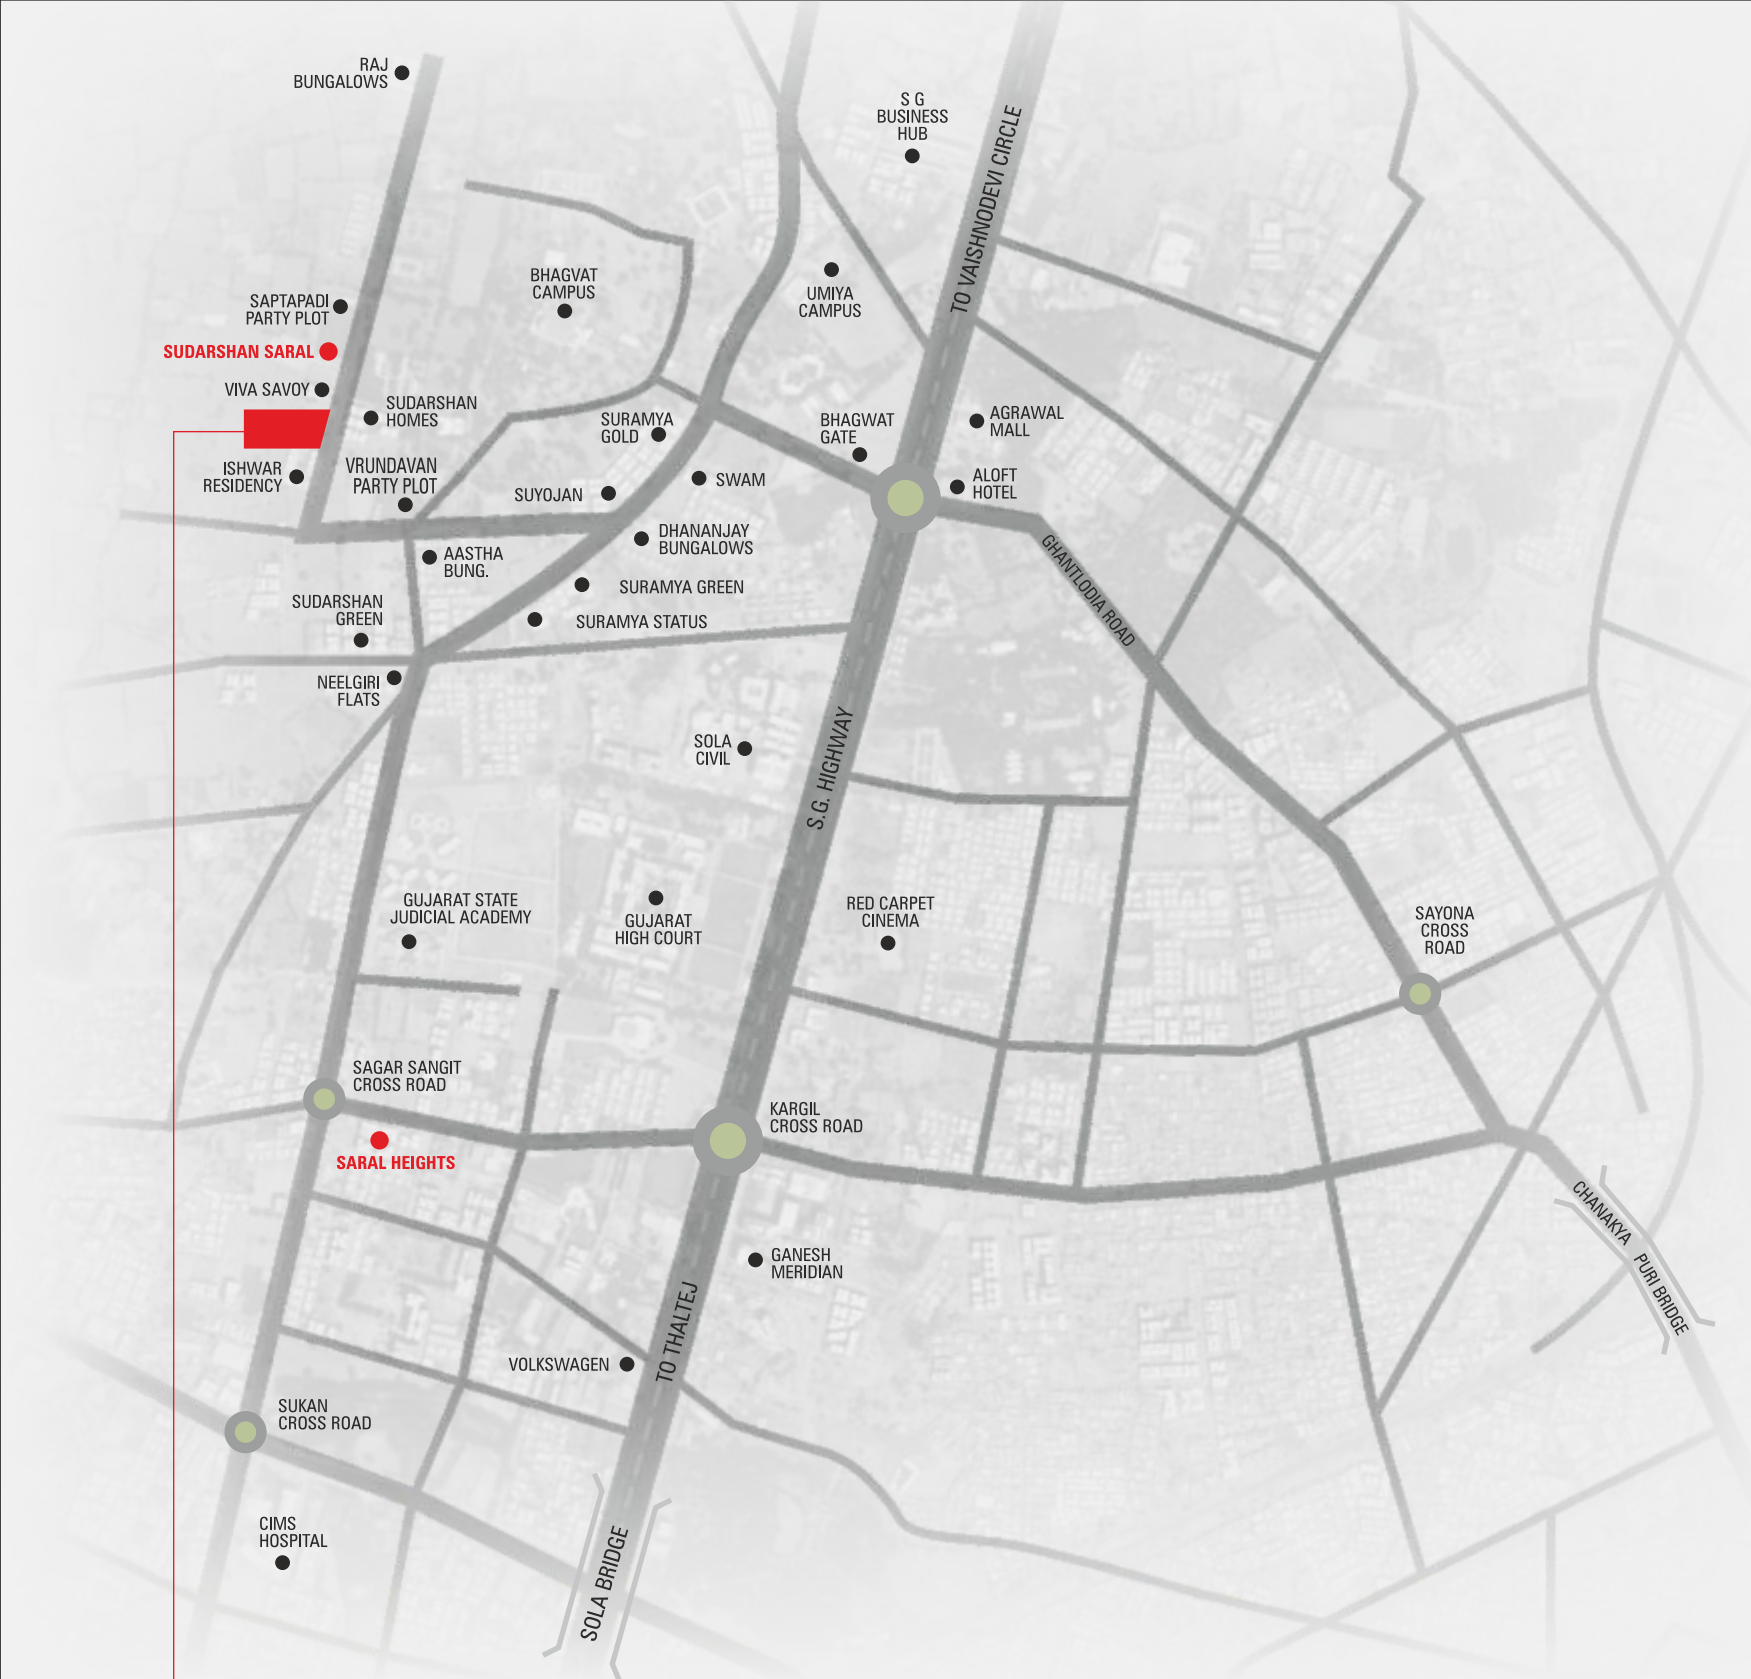 RAJ
BUNGALOWS
S G
BUSINESS
HUB
TO VAISHNODEVI CIRCLE
BHAGVAT
CAMPUS
UMIYA
CAMPUS
SAPTAPADI
PARTY PLOT
SUDARSHAN SARAL
VIVA SAVOY
SUDARSHAN
HOMES
SURAMYA
GOLD
BHAGWAT
GATE
AGRAWAL
MALL
ISHWAR
RESIDENCY
VRUNDAVAN
PARTY PLOT
SUYOJAN
SWAM
ALOFT
HOTEL
AASTHA
BUNG.
DHANANJAY
BUNGALOWS
GHANTLODIA ROAD
SURAMYA GREEN
SUDARSHAN
GREEN
SURAMYA STATUS
NEELGIRI
FLATS
SOLA
CIVIL
S.G. HIGHWAY
GUJARAT STATE
JUDICIAL ACADEMY
GUJARAT
HIGH COURT
RED CARPET
CINEMA
SAYONA
CROSS
ROAD
SAGAR SANGIT
CROSS ROAD
SARAL HEIGHTS
KARGIL
CROSS ROAD
CHANAKYA PURI BRIDGE
GANESH
MERIDIAN
TO THALTEJ
VOLKSWAGEN
SUKAN
CROSS ROAD
CIMS
HOSPITAL
SOLA BRIDGE